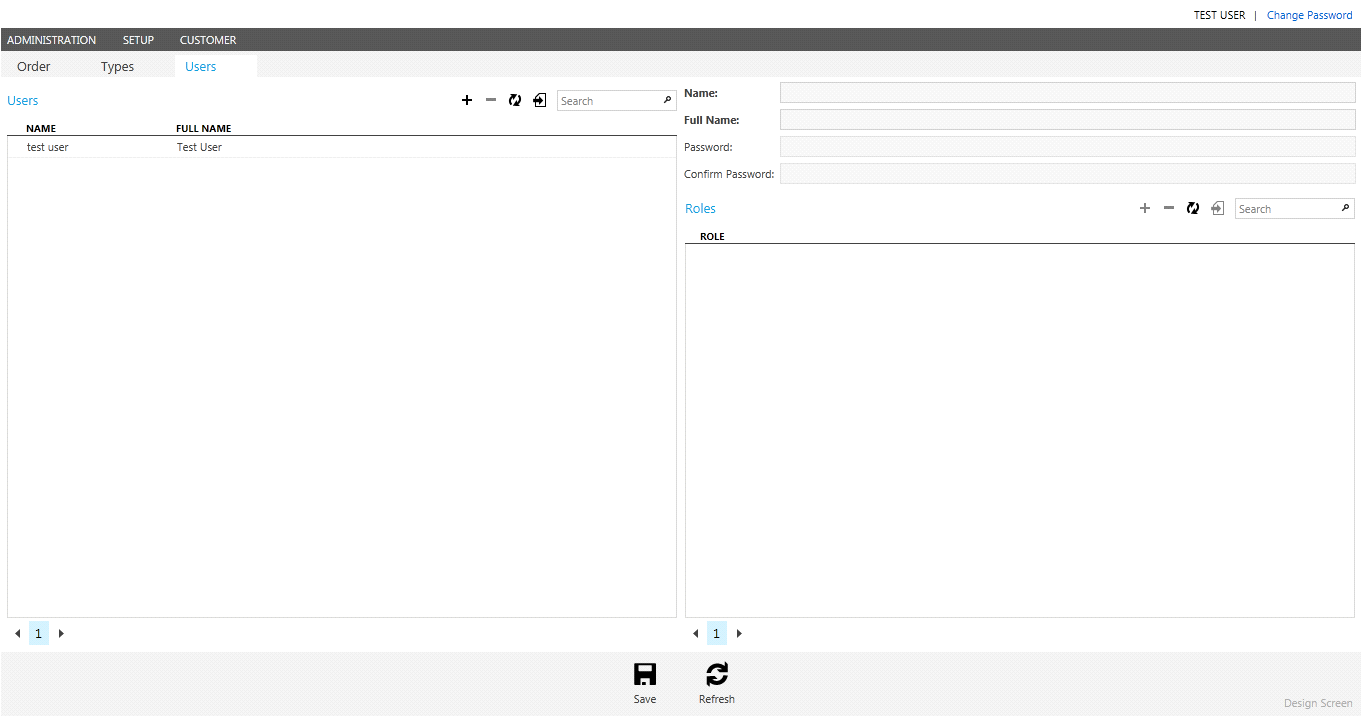 TEST USER | Change Password
ADMINISTRATION SETUP CUSTOMER
Order Types Users
Users Search
NAME FULL NAME
test user Test User
1
Name:
Full Name:
Password:
Confirm Password:
Roles Search
ROLE
1
Save Refresh
Design Screen